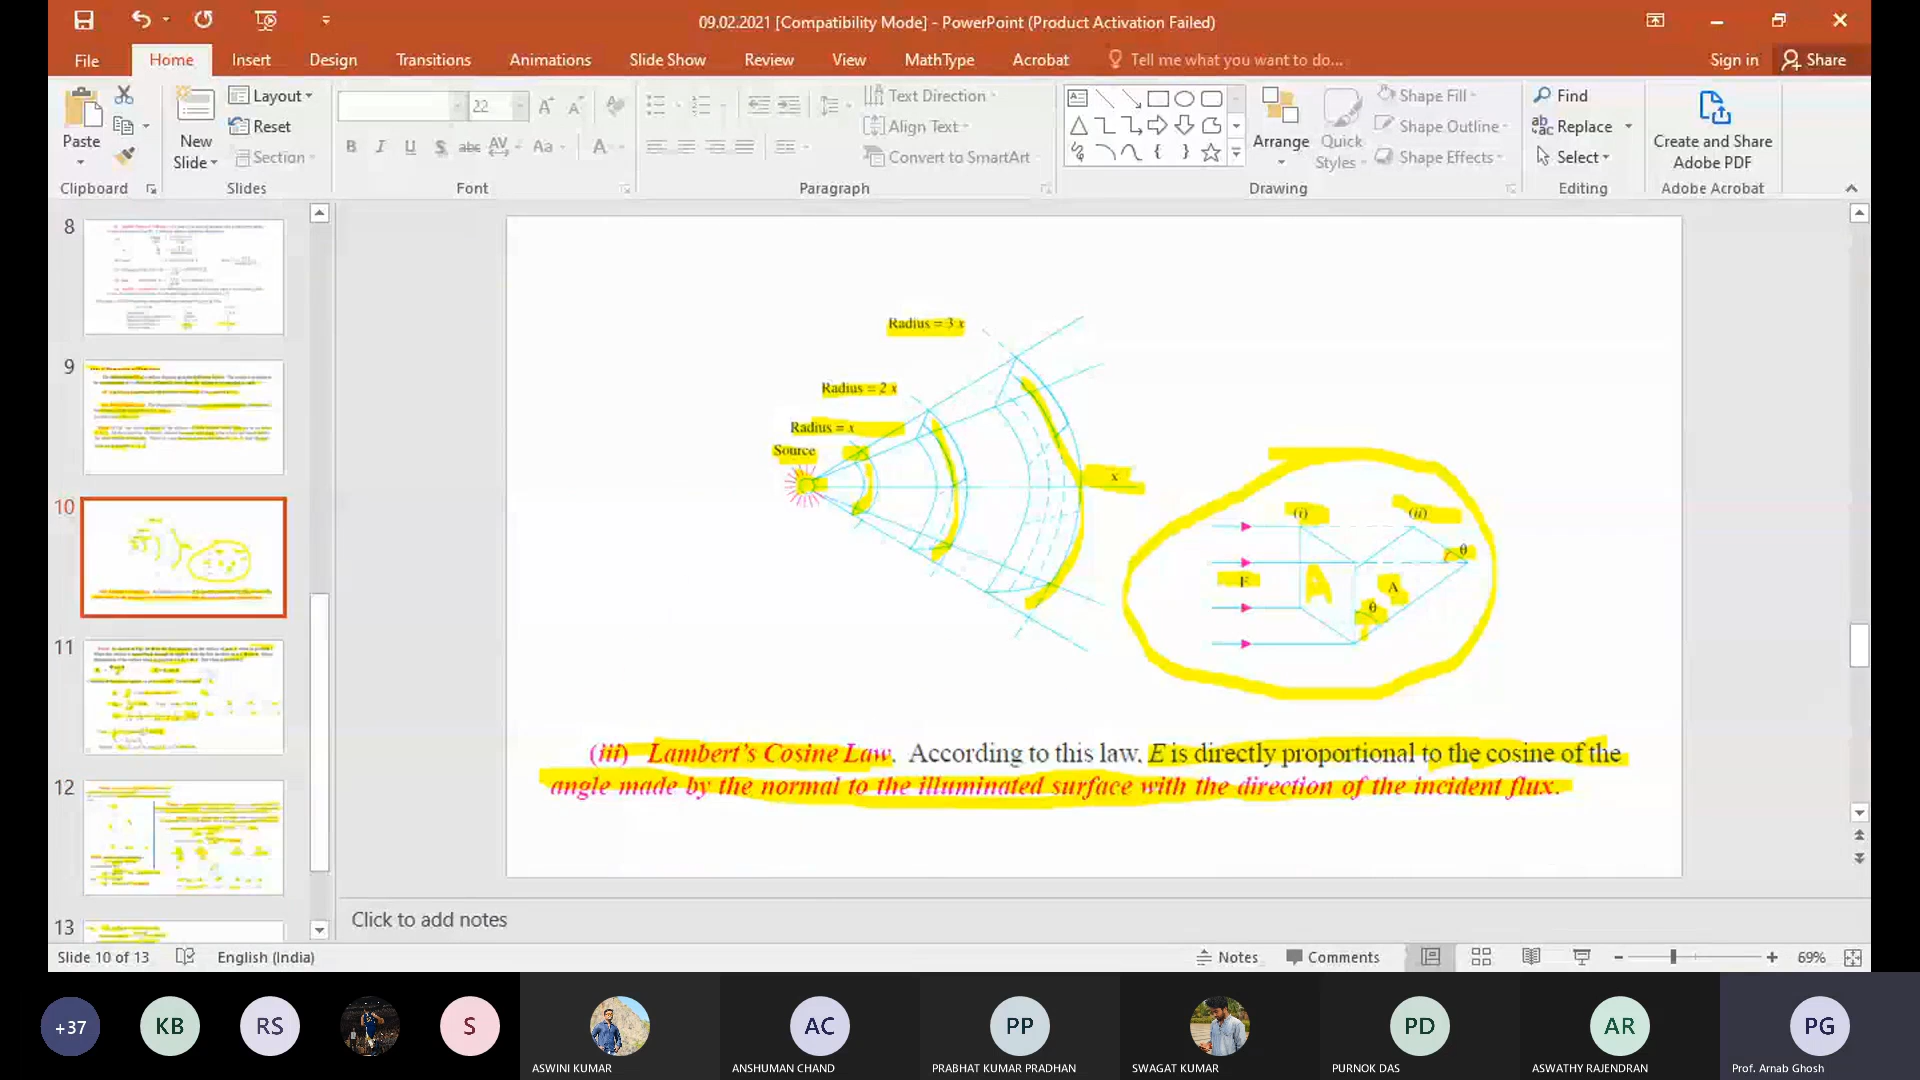 09.02.2021 [Compatibility Mode] - PowerPoint (Product Activation Failed)
File Home Insert Design Transitions Animations Slide Show Review View MathType Acrobat Tell me what you want to do... Sign in Share
Paste
Clipboard
New Slide
Layout
Reset
Section
Slides
22
B I U S abc AV Aa A
Font
Text Direction
Align Text
Convert to SmartArt
Paragraph
Arrange
Quick Styles
Shape Fill
Shape Outline
Shape Effects
Drawing
Find
Replace
Select
Editing
Create and Share Adobe PDF
Adobe Acrobat
8
9
10
11
12
13
Radius = 3 x
Radius = 2 x
Radius = x
Source
x
(i) (ii)
θ
E A A
θ
(iii) Lambert's Cosine Law. According to this law, E is directly proportional to the cosine of the
angle made by the normal to the illuminated surface with the direction of the incident flux.
Click to add notes
Slide 10 of 13 English (India) Notes Comments 69%
+37 KB RS S AC PP PD AR PG
ASWINI KUMAR ANSHUMAN CHAND PRABHAT KUMAR PRADHAN SWAGAT KUMAR PURNOK DAS ASWATHY RAJENDRAN Prof. Arnab Ghosh